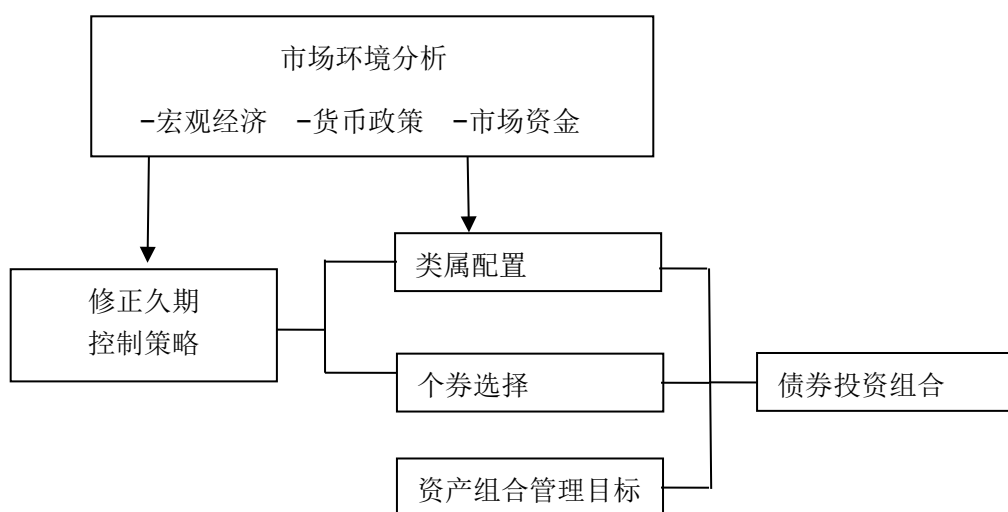 市场环境分析
-宏观经济 -货币政策 -市场资金
类属配置
修正久期
控制策略
个券选择
债券投资组合
资产组合管理目标